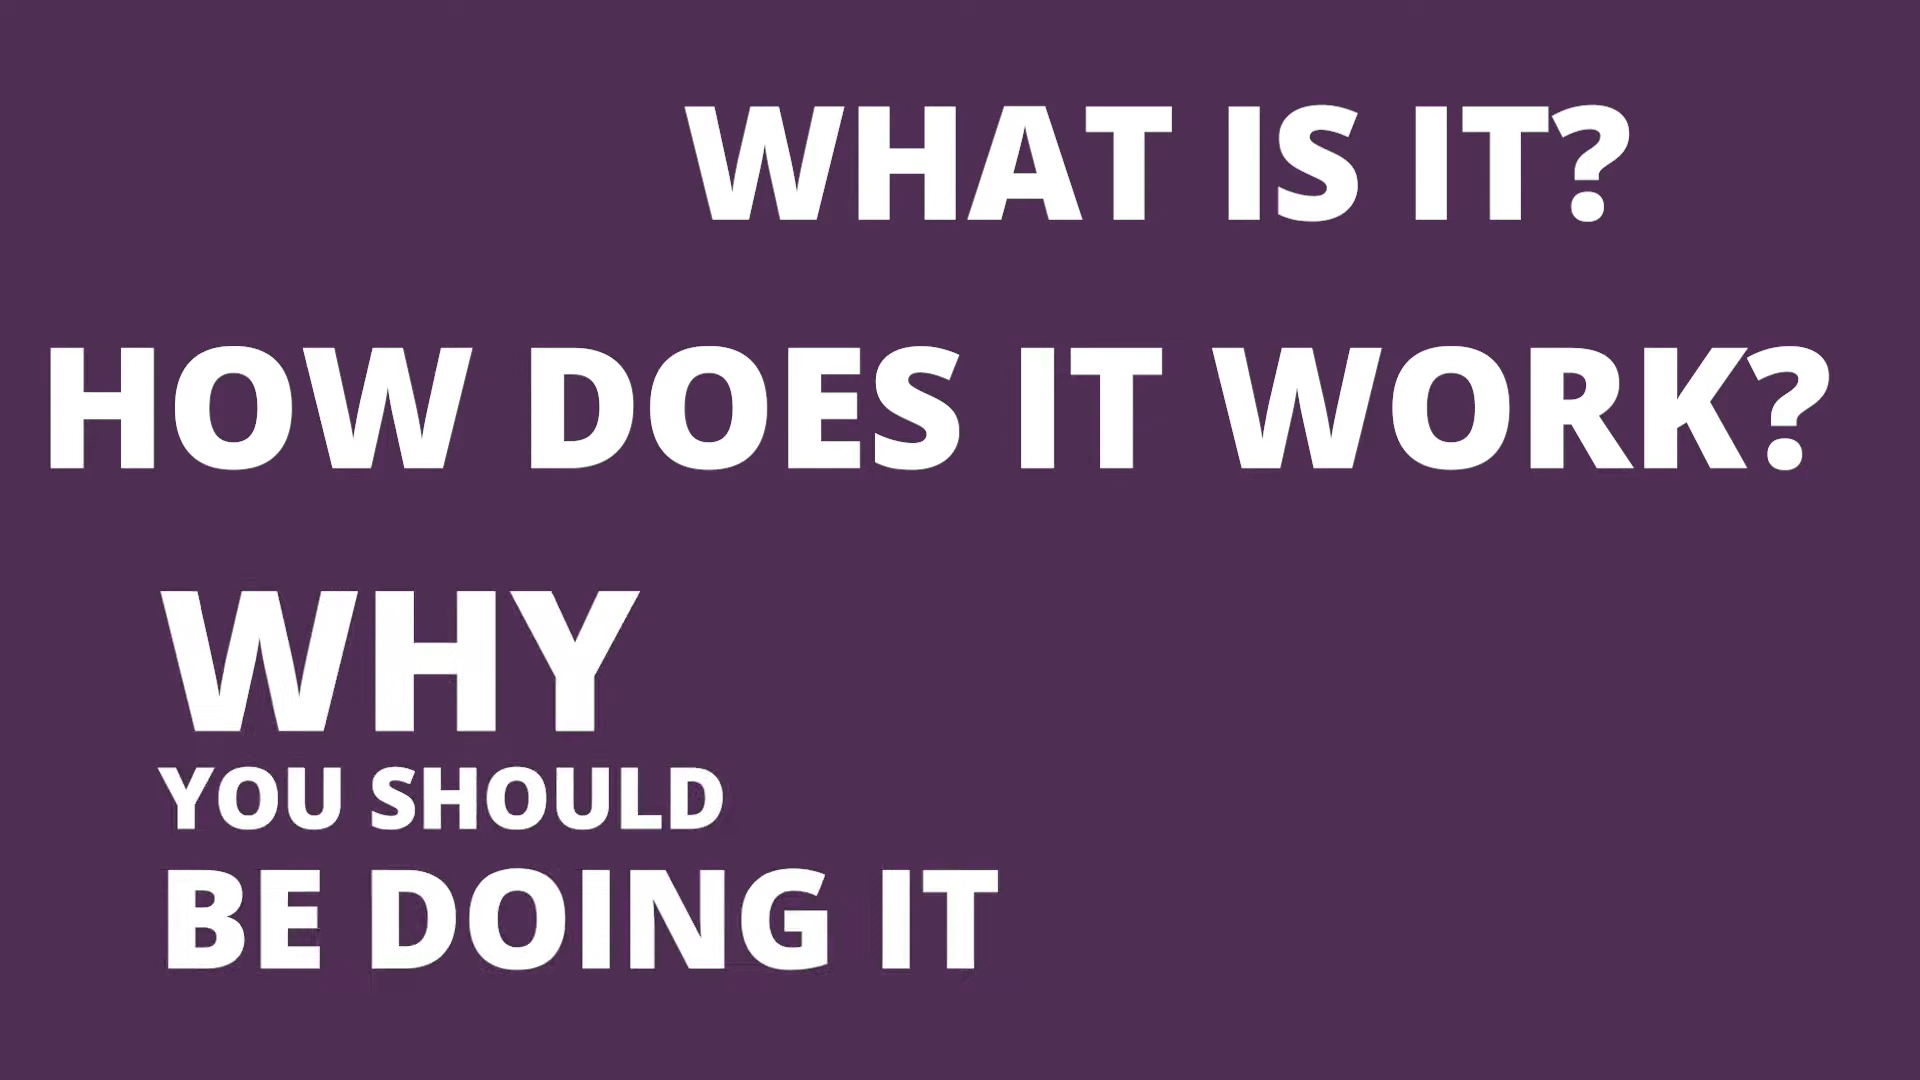 WHAT IS IT?
HOW DOES IT WORK?
WHY
YOU SHOULD
BE DOING IT